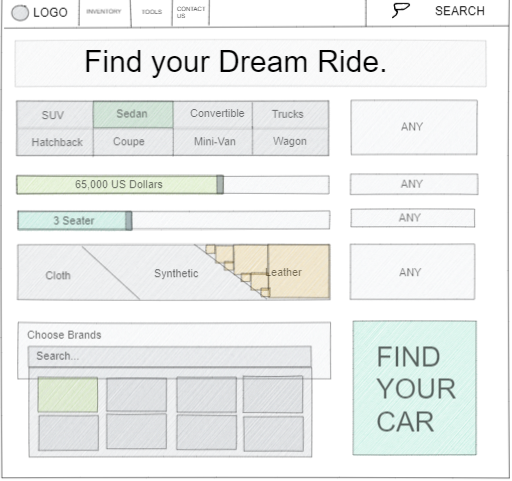 LOGO INVENTORY TOOLS CONTACT US SEARCH
Find your Dream Ride.
SUV Sedan Convertible Trucks ANY
Hatchback Coupe Mini-Van Wagon
65,000 US Dollars ANY
3 Seater ANY
Cloth Synthetic Leather ANY
Choose Brands
Search...
FIND
YOUR
CAR